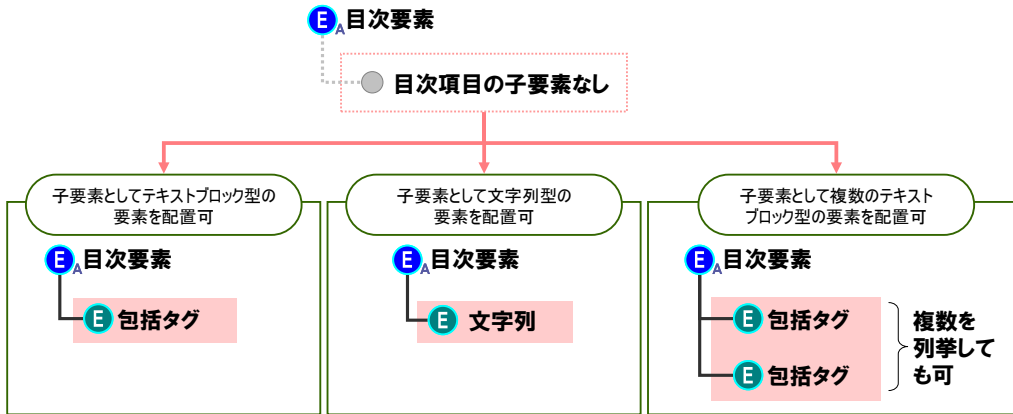 E A 目次要素
目次項目の子要素なし
子要素としてテキストブロック型の
要素を配置可
E A 目次要素
E 包括タグ
子要素として文字列型の
要素を配置可
E A 目次要素
E 文字列
子要素として複数のテキスト
ブロック型の要素を配置可
E A 目次要素
E 包括タグ
E 包括タグ
複数を
列挙して
も可